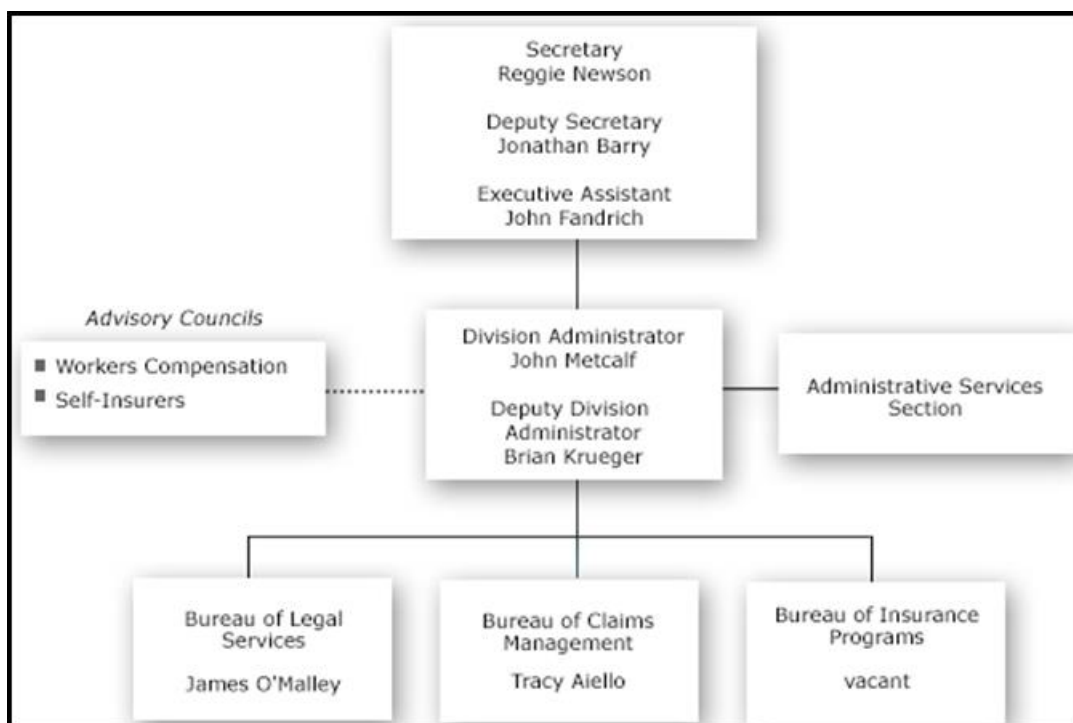 Secretary
Reggie Newson
Deputy Secretary
Jonathan Barry
Executive Assistant
John Fandrich
Advisory Councils
Workers Compensation
Self-Insurers
Division Administrator
John Metcalf
Deputy Division
Administrator
Brian Krueger
Administrative Services
Section
Bureau of Legal
Services
James O'Malley
Bureau of Claims
Management
Tracy Aiello
Bureau of Insurance
Programs
vacant